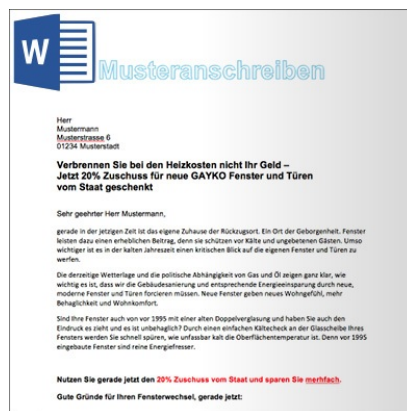 W
Musteranschreiben
Herr
Mustermann
Musterstrasse 6
01234 Musterstadt
Verbrennen Sie bei den Heizkosten nicht Ihr Geld –
Jetzt 20% Zuschuss für neue GAYKO Fenster und Türen
vom Staat geschenkt
Sehr geehrter Herr Mustermann,
gerade in der jetzigen Zeit ist das eigene Zuhause der Rückzugsort. Ein Ort der Geborgenheit. Fenster
leisten dazu einen erheblichen Beitrag, denn sie schützen vor Kälte und ungebetenen Gästen. Umso
wichtiger ist es in der kalten Jahreszeit einen kritischen Blick auf die eigenen Fenster und Türen zu
werfen.
Die derzeitige Wetterlage und die politische Abhängigkeit von Gas und Öl zeigen ganz klar, wie
wichtig es ist, dass wir die Gebäudesanierung und entsprechende Energieeinsparung durch neue,
moderne Fenster und Türen forcieren müssen. Neue Fenster geben neues Wohngefühl, mehr
Behaglichkeit und Wohnkomfort.
Sind Ihre Fenster auch von vor 1995 mit einer alten Doppelverglasung und haben Sie auch den
Eindruck es zieht und es ist unbehaglich? Durch einen einfachen Kältecheck an der Glasscheibe Ihres
Fensters werden Sie schnell spüren, wie unfassbar kalt die Oberflächentemperatur ist. Denn vor 1995
eingebaute Fenster sind reine Energiefresser.
Nutzen Sie gerade jetzt den 20% Zuschuss vom Staat und sparen Sie merhfach.
Gute Gründe für Ihren Fensterwechsel, gerade jetzt: